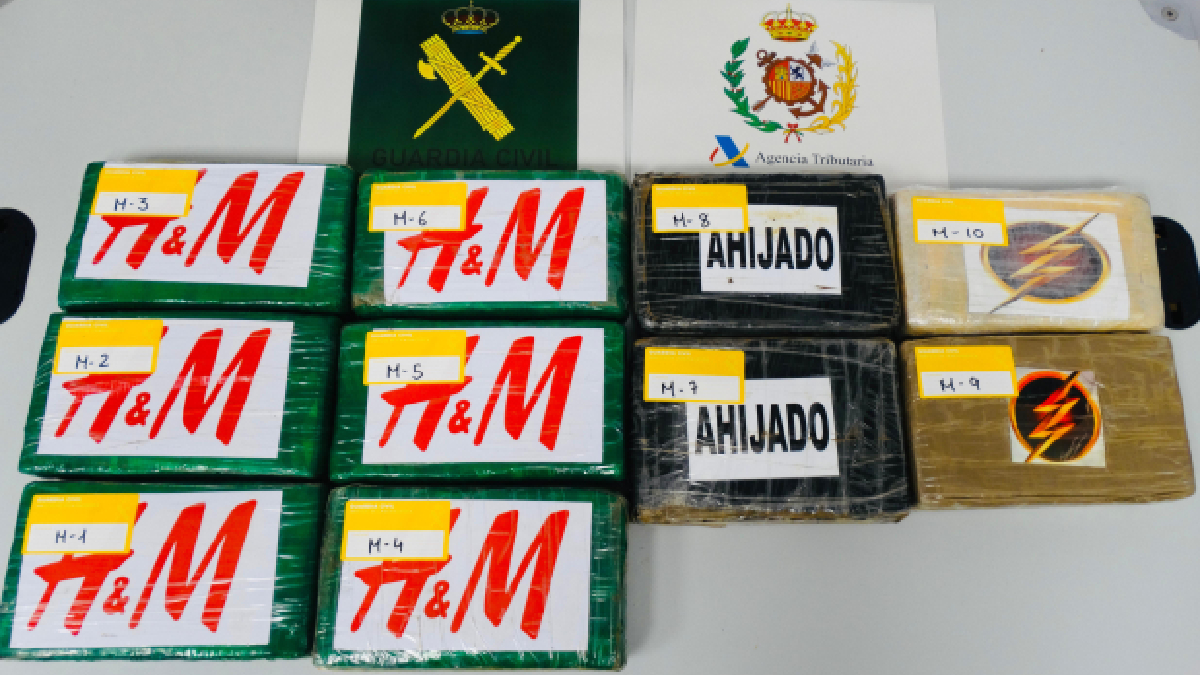 GUARDIA CIVIL
Agencia Tributaria
M-3
H&M
M-6
H&M
M-8
AHIJADO
M-10
M-2
H&M
M-5
H&M
M-7
AHIJADO
M-9
M-1
H&M
M-4
H&M